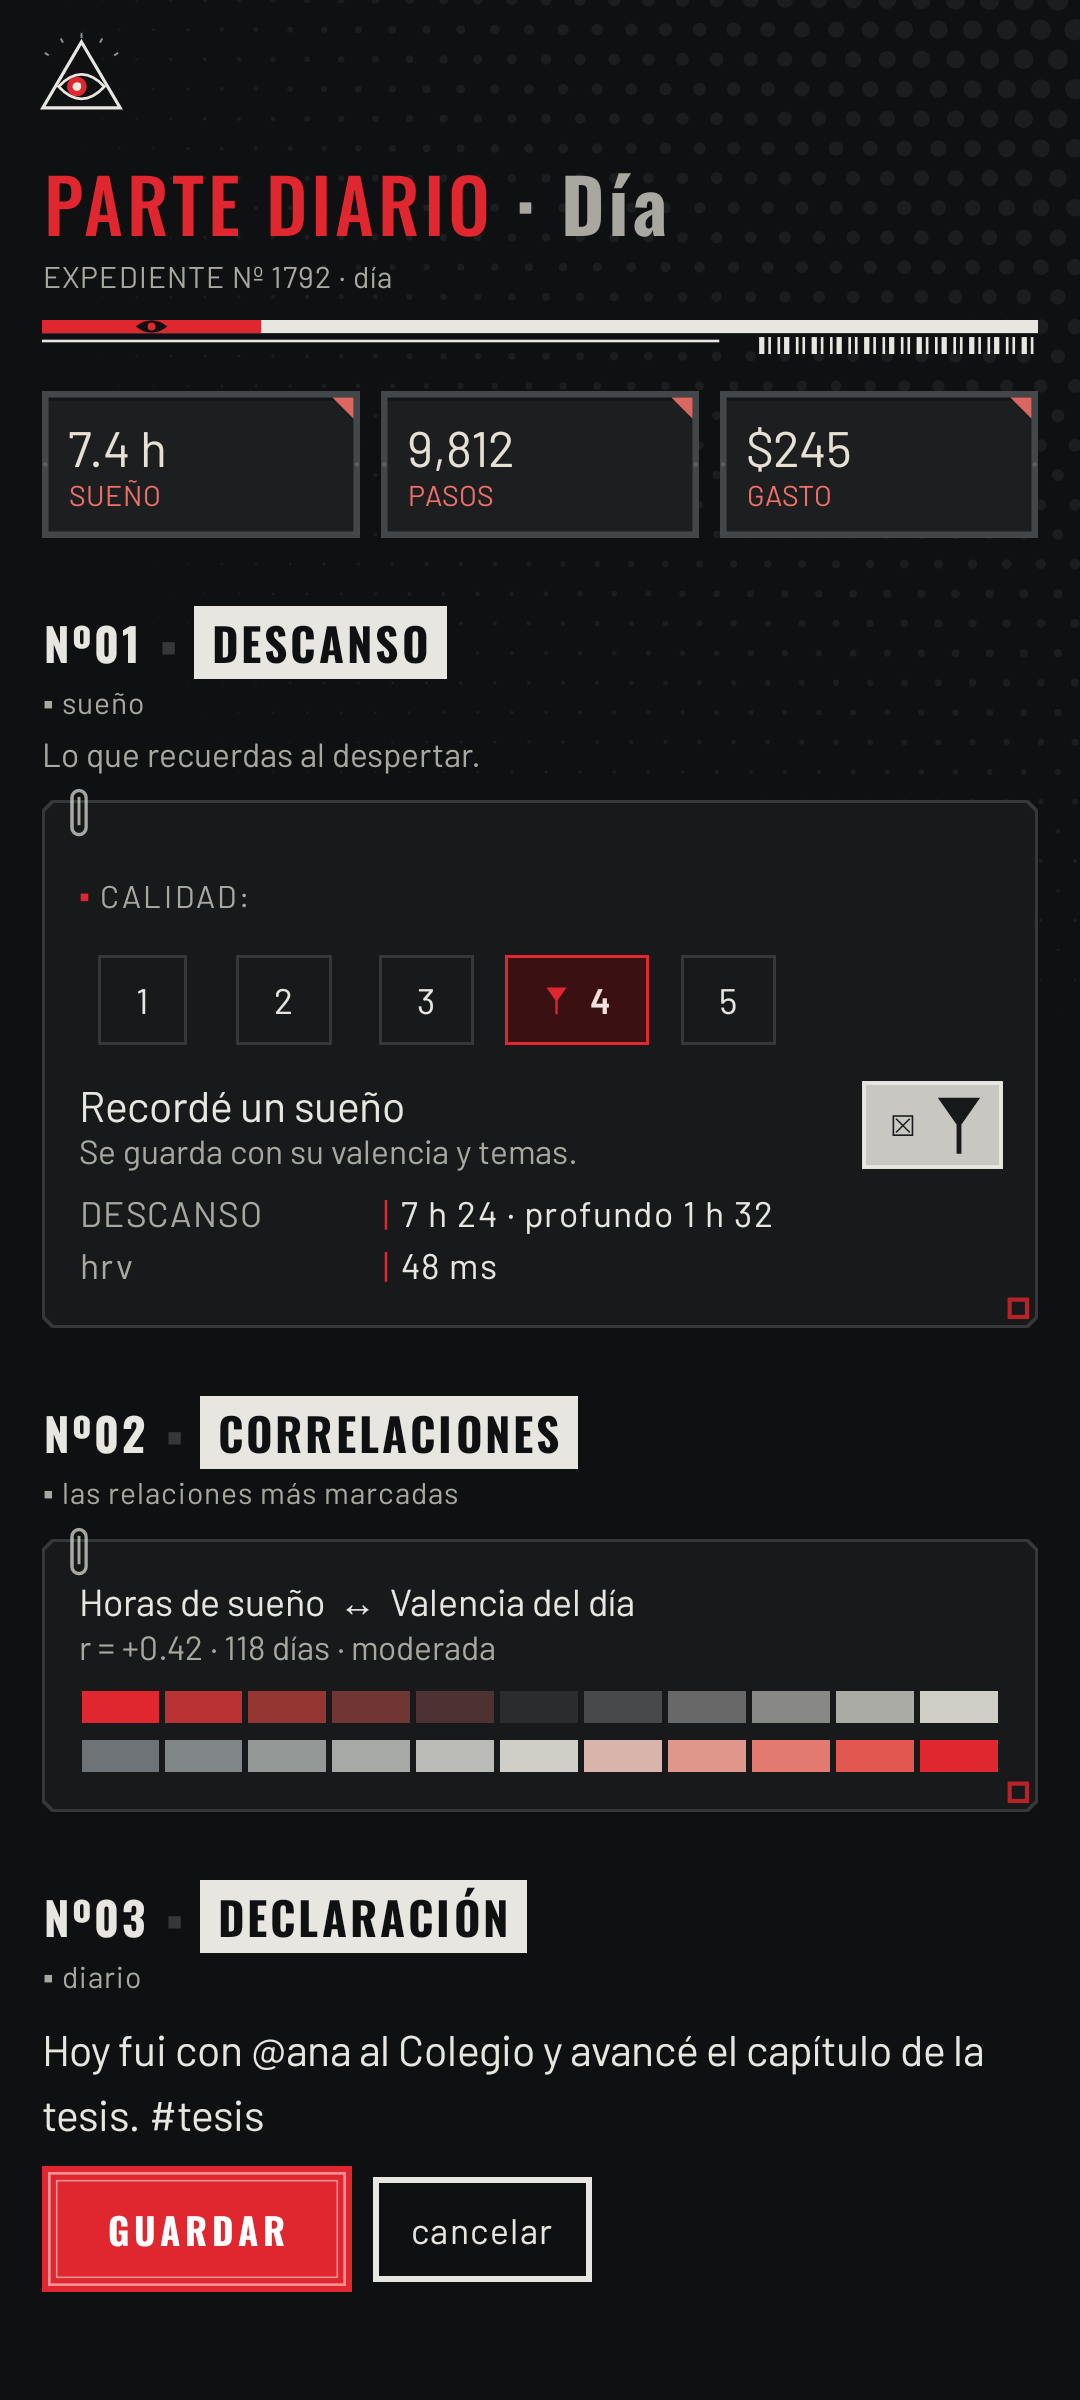 PARTE DIARIO · Día
EXPEDIENTE Nº 1792 · día
7.4 h
SUEÑO
9,812
PASOS
$245
GASTO
Nº01 ▪ DESCANSO
▪ sueño
Lo que recuerdas al despertar.
▪ CALIDAD:
1 2 3 4 5
Recordé un sueño
Se guarda con su valencia y temas.
☒
DESCANSO | 7 h 24 · profundo 1 h 32
hrv | 48 ms
Nº02 ▪ CORRELACIONES
▪ las relaciones más marcadas
Horas de sueño ↔ Valencia del día
r = +0.42 · 118 días · moderada
Nº03 ▪ DECLARACIÓN
▪ diario
Hoy fui con @ana al Colegio y avancé el capítulo de la
tesis. #tesis
GUARDAR
cancelar